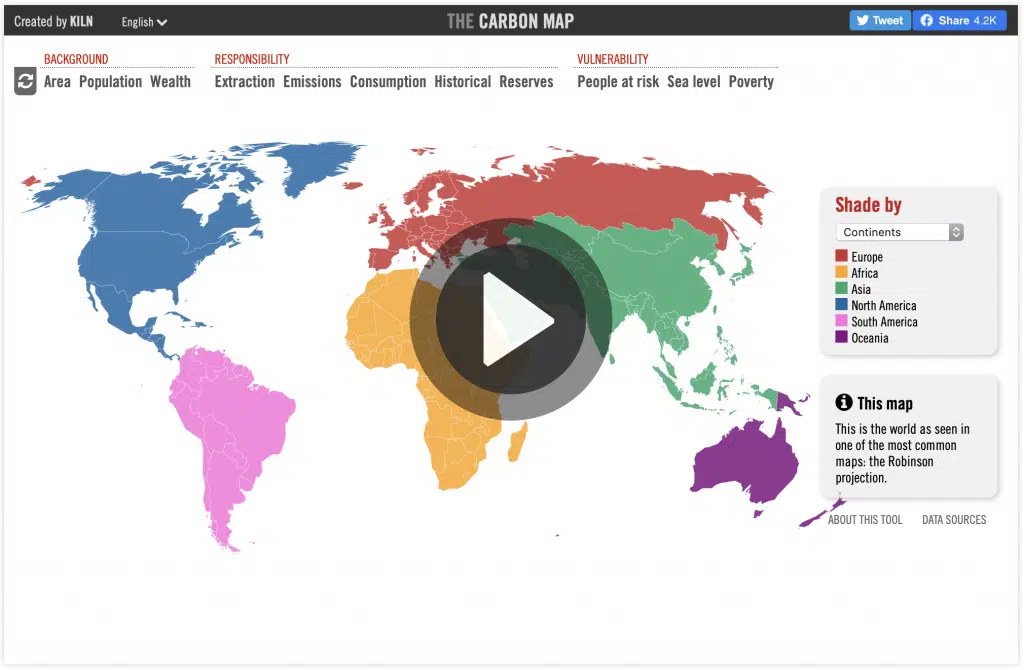 Created by KILN English THE CARBON MAP Tweet Share 4.2K
BACKGROUND RESPONSIBILITY VULNERABILITY
Area Population Wealth Extraction Emissions Consumption Historical Reserves People at risk Sea level Poverty
Shade by
Continents
Europe
Africa
Asia
North America
South America
Oceania
This map
This is the world as seen in
one of the most common
maps: the Robinson
projection.
ABOUT THIS TOOL DATA SOURCES